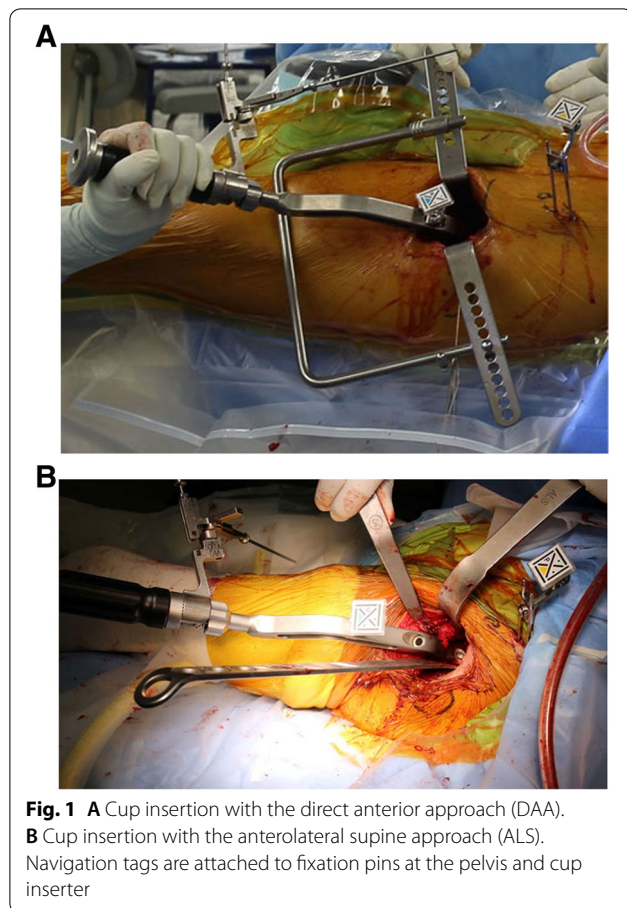 A
B
ALS
Fig. 1 A Cup insertion with the direct anterior approach (DAA).
B Cup insertion with the anterolateral supine approach (ALS).
Navigation tags are attached to fixation pins at the pelvis and cup
inserter